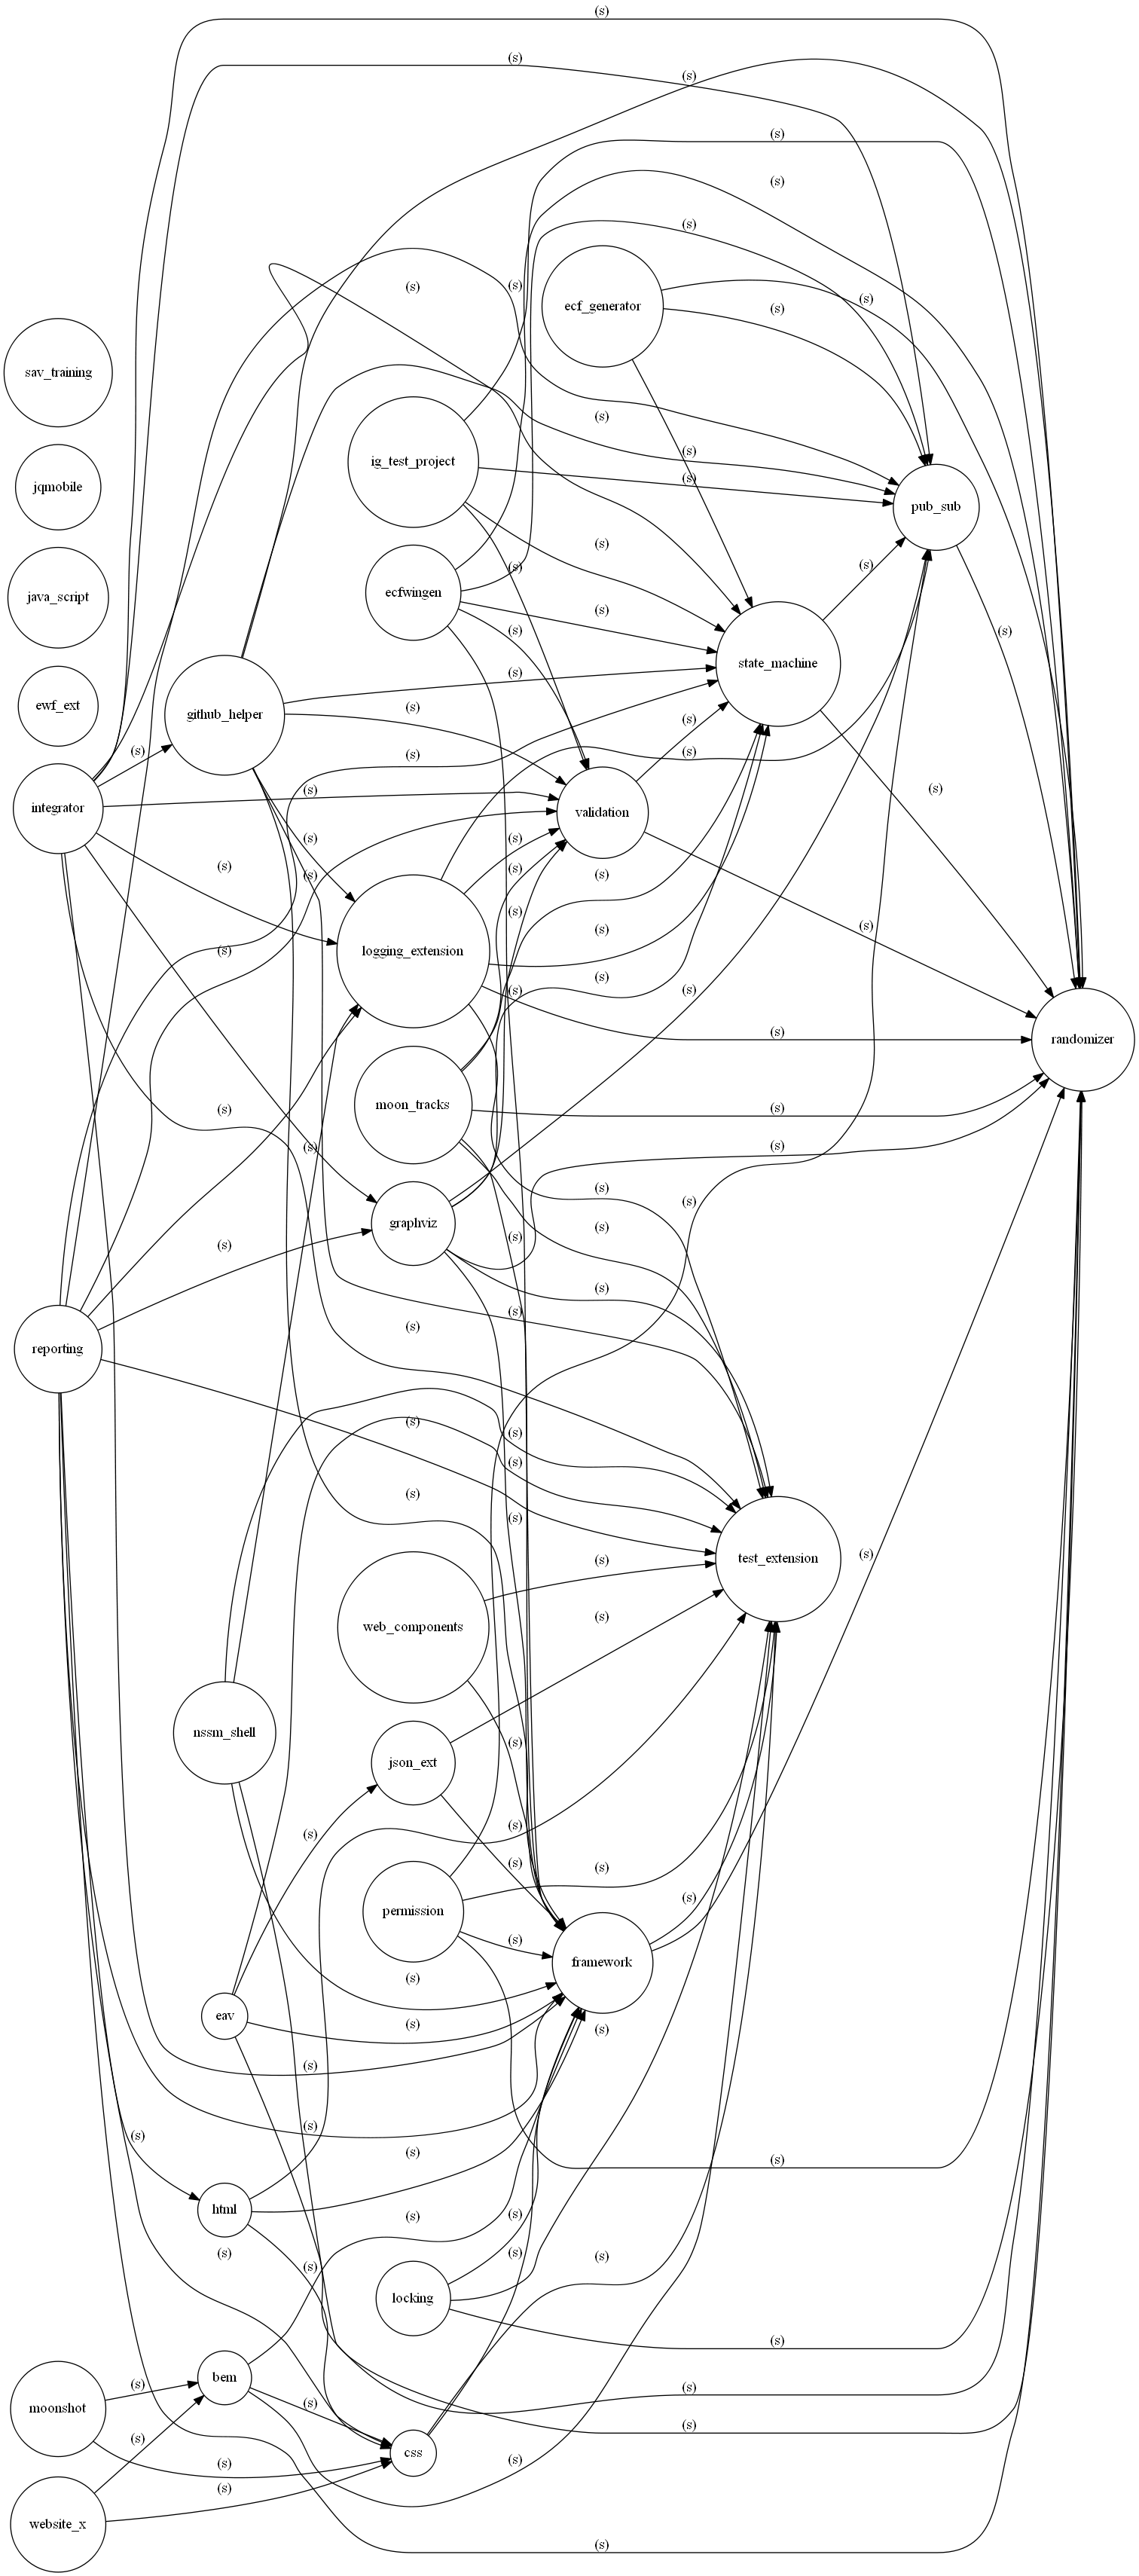 (s)
(s)
(s)
(s)
(s)
(s)
(s)
(s)
ecf_generator
(s)
(s)
sav_training
(s)
(s)
ig_test_project
(s)
jqmobile
pub_sub
(s)
(s)
ecfwingen
java_script
(s)
(s)
(s)
state_machine
(s)
ewf_ext
(s)
github_helper
(s)
(s)
(s)
(s)
(s)
(s)
integrator
validation
(s)
(s)
(s)
(s)
(s)
(s)
(s)
(s)
(s)
logging_extension
(s)
(s)
(s)
(s)
(s)
randomizer
moon_tracks
(s)
(s)
(s)
(s)
(s)
graphviz
(s)
(s)
(s)
(s)
(s)
(s)
reporting
(s)
(s)
(s)
(s)
(s)
(s)
test_extension
(s)
(s)
web_components
nssm_shell
(s)
json_ext
(s)
(s)
(s)
(s)
permission
(s)
(s)
framework
(s)
eav
(s)
(s)
(s)
(s)
(s)
(s)
(s)
html
(s)
(s)
(s)
(s)
(s)
(s)
locking
(s)
bem
(s)
(s)
(s)
moonshot
(s)
(s)
css
(s)
(s)
(s)
website_x
(s)